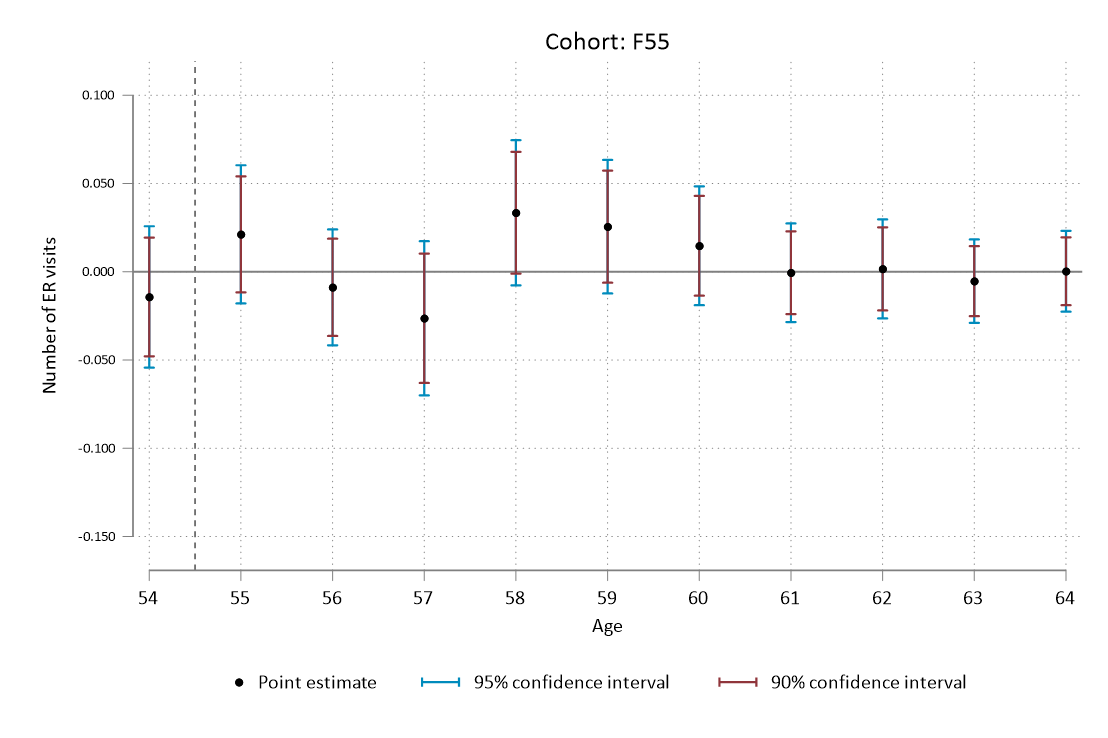 Cohort: F55
0.100
0.050
0.000
-0.050
-0.100
-0.150
Number of ER visits
54 55 56 57 58 59 60 61 62 63 64
Age
Point estimate 95% confidence interval 90% confidence interval